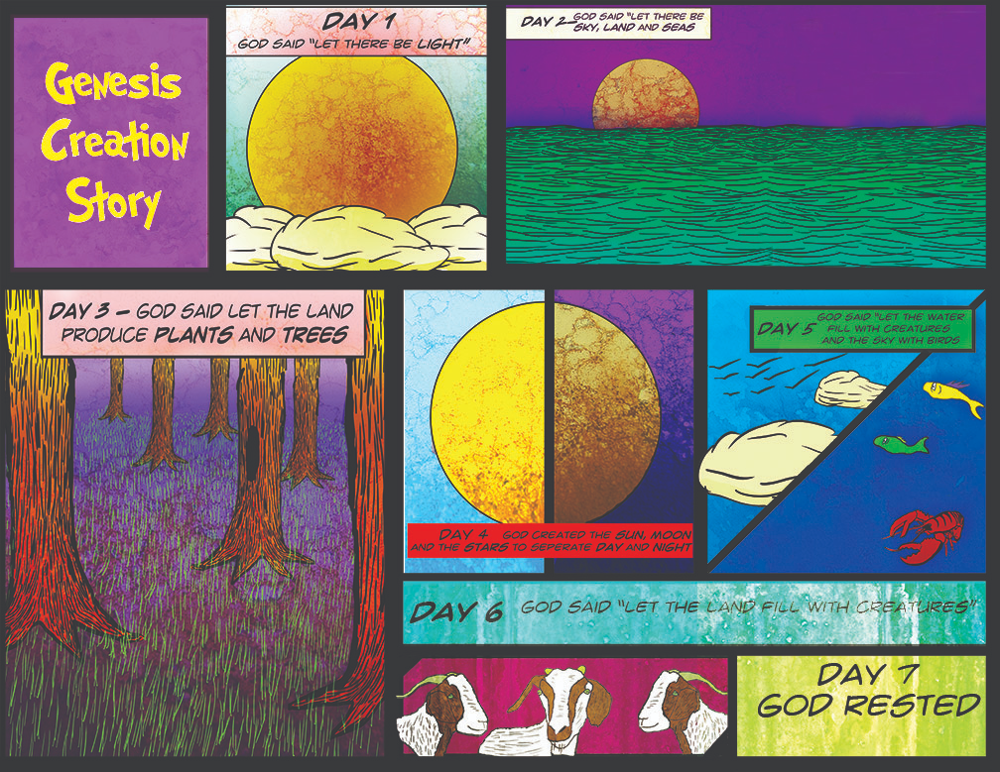 Genesis
Creation
Story
DAY 1
GOD SAID "LET THERE BE LIGHT"
DAY 2– GOD SAID "LET THERE BE
SKY, LAND AND SEAS
DAY 3 – GOD SAID LET THE LAND
PRODUCE PLANTS AND TREES
DAY 4 GOD CREATED THE SUN, MOON
AND THE STARS TO SEPERATE DAY AND NIGHT
DAY 5 GOD SAID "LET THE WATER
FILL WITH CREATURES
AND THE SKY WITH BIRDS
DAY 6 GOD SAID "LET THE LAND FILL WITH CREATURES"
DAY 7
GOD RESTED